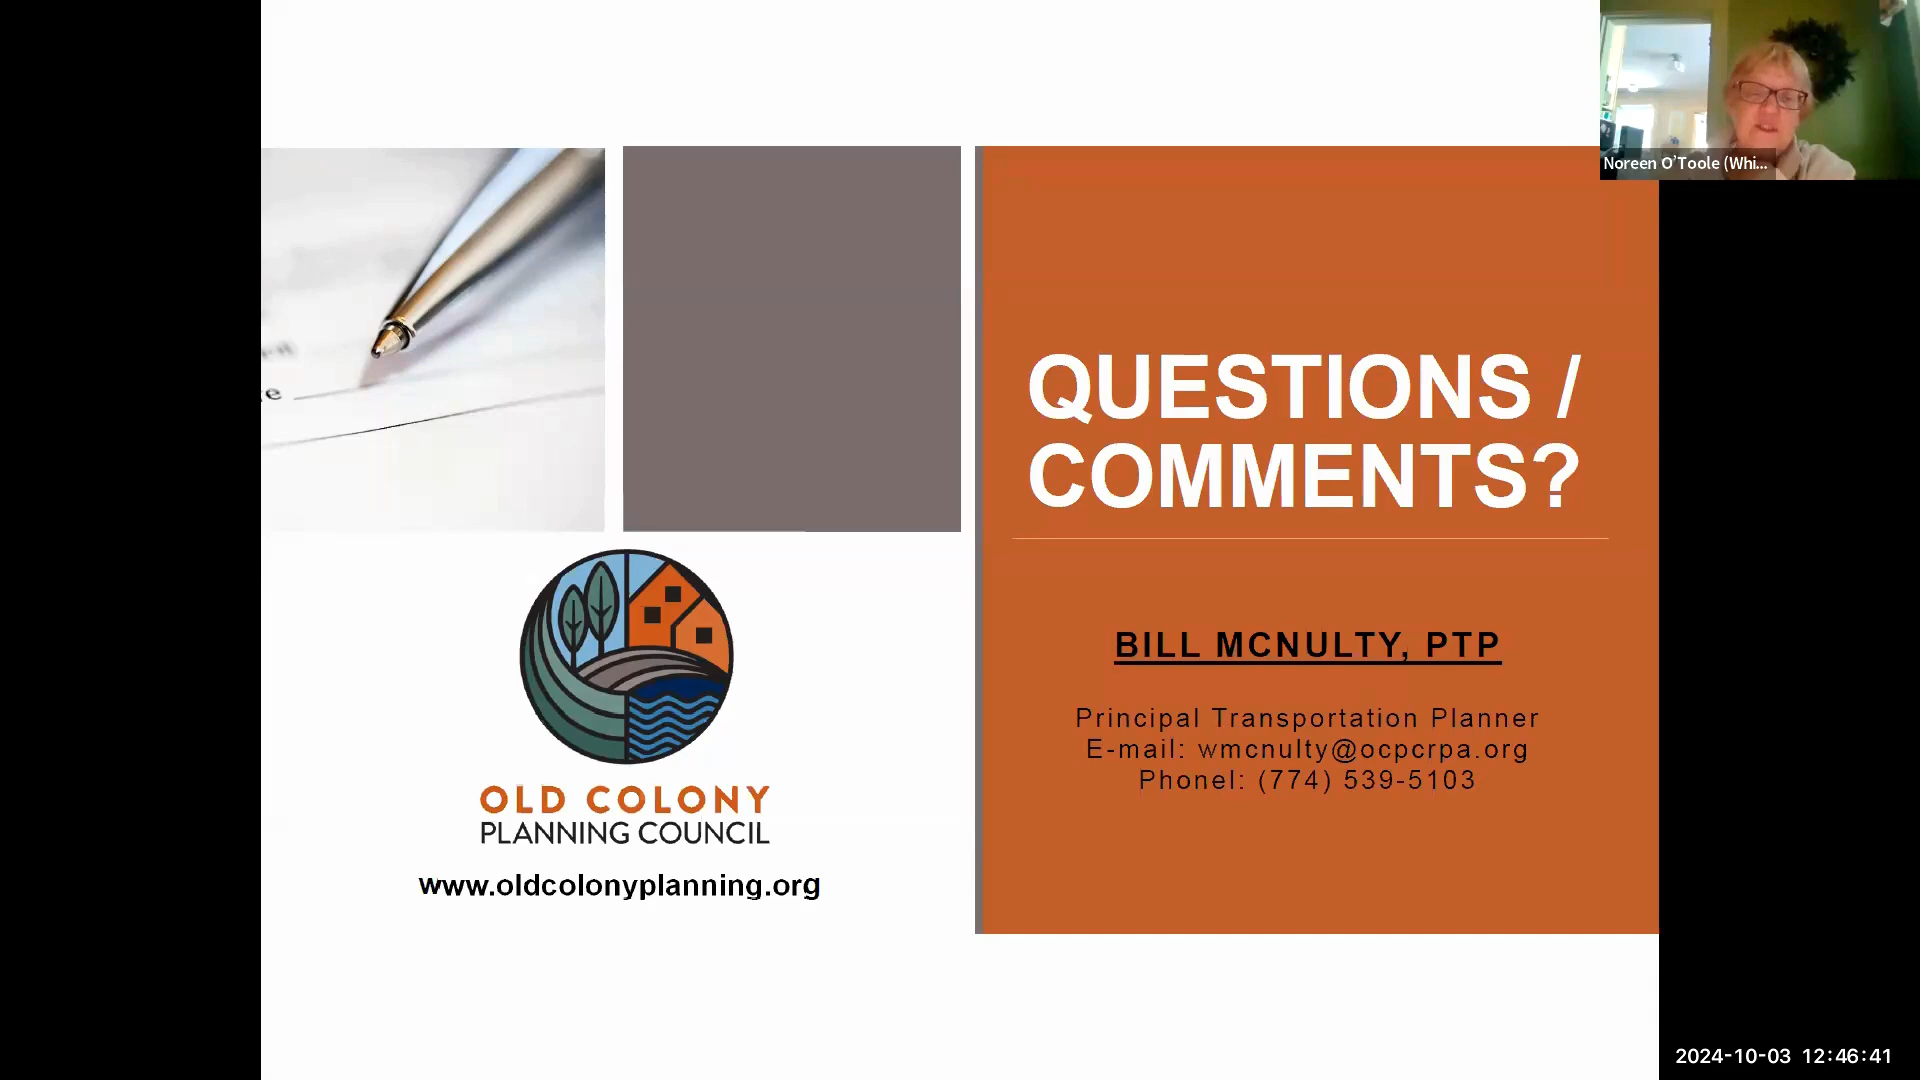 Noreen O'Toole (Whi...
e
QUESTIONS /
COMMENTS?
BILL MCNULTY, PTP
Principal Transportation Planner
E-mail: wmcnulty@ocpcrpa.org
Phonel: (774) 539-5103
OLD COLONY
PLANNING COUNCIL
www.oldcolonyplanning.org
2024-10-03 12:46:41